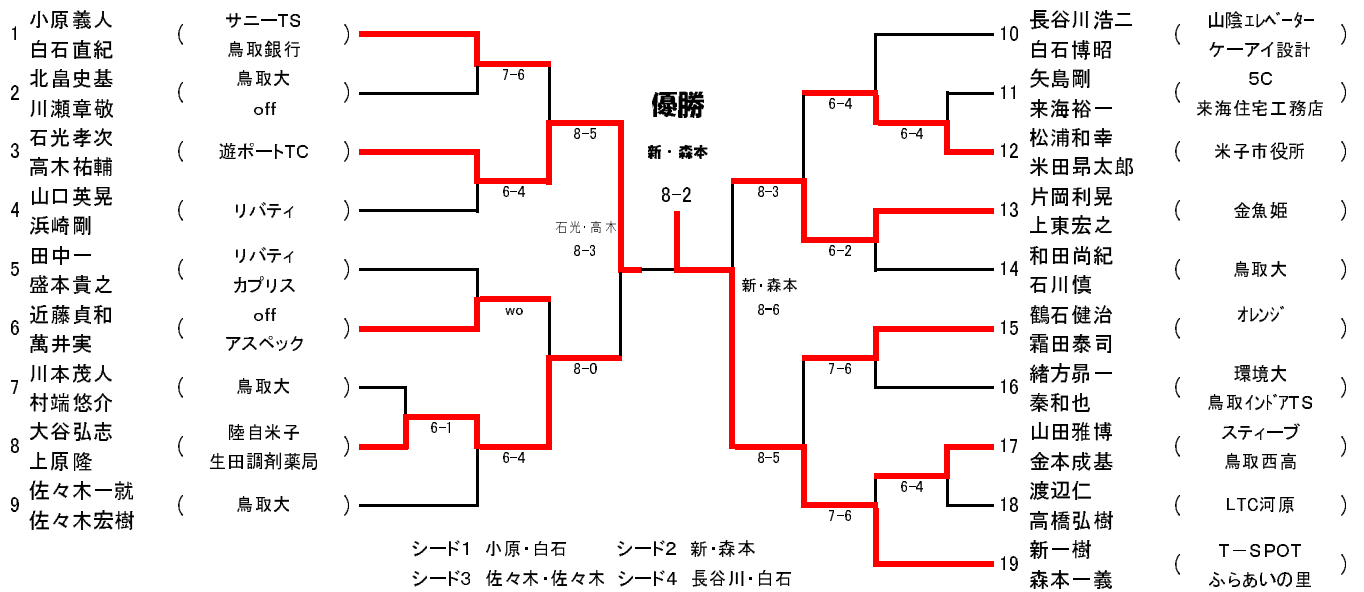 1 小原義人 白石直紀 ( サニーTS 鳥取銀行 )
2 北畠史基 川瀬章敬 ( 鳥取大 off )
3 石光孝次 高木祐輔 ( 遊ポートTC )
4 山口英晃 浜崎剛 ( リバティ )
5 田中一 盛本貴之 ( リバティ カプリス )
6 近藤貞和 萬井実 ( off アスペック )
7 川本茂人 村端悠介 ( 鳥取大 )
8 大谷弘志 上原隆 ( 陸自米子 生田調剤薬局 )
9 佐々木一就 佐々木宏樹 ( 鳥取大 )
7-6
6-4
wo
6-1
6-4
8-5
8-0
石光・高木
8-3
優勝
新・森本
8-2
新・森本
8-6
8-3
8-5
6-4
6-4
6-2
7-6
6-4
7-6
10 長谷川浩二 白石博昭 ( 山陰エレベーター ケーアイ設計 )
11 矢島剛 来海裕一 ( 5C 来海住宅工務店 )
12 松浦和幸 米田昂太郎 ( 米子市役所 )
13 片岡利晃 上東宏之 ( 金魚姫 )
14 和田尚紀 石川慎 ( 鳥取大 )
15 鶴石健治 霜田泰司 ( オレンジ )
16 緒方昴一 秦和也 ( 環境大 鳥取インドアTS )
17 山田雅博 金本成基 ( スティーブ 鳥取西高 )
18 渡辺仁 高橋弘樹 ( LTC河原 )
19 新一樹 森本一義 ( T-SPOT ふらあいの里 )
シード1 小原・白石 シード2 新・森本
シード3 佐々木・佐々木 シード4 長谷川・白石